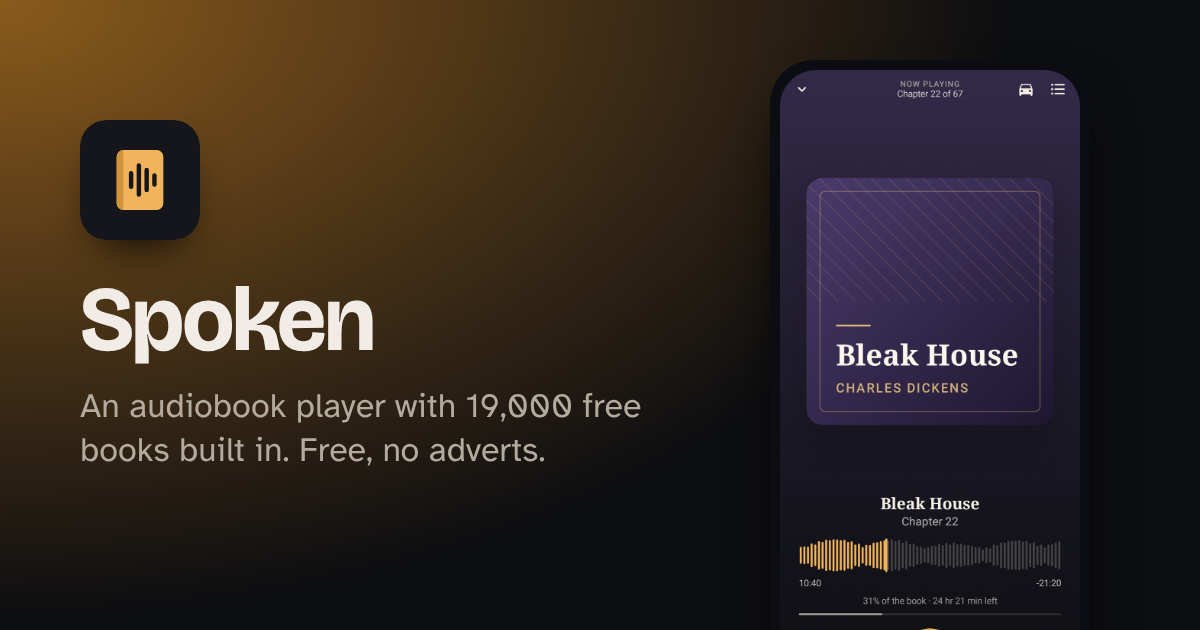 Spoken
An audiobook player with 19,000 free
books built in. Free, no adverts.
NOW PLAYING
Chapter 22 of 67
Bleak House
CHARLES DICKENS
Bleak House
Chapter 22
10:40
-21:20
31% of the book · 24 hr 21 min left